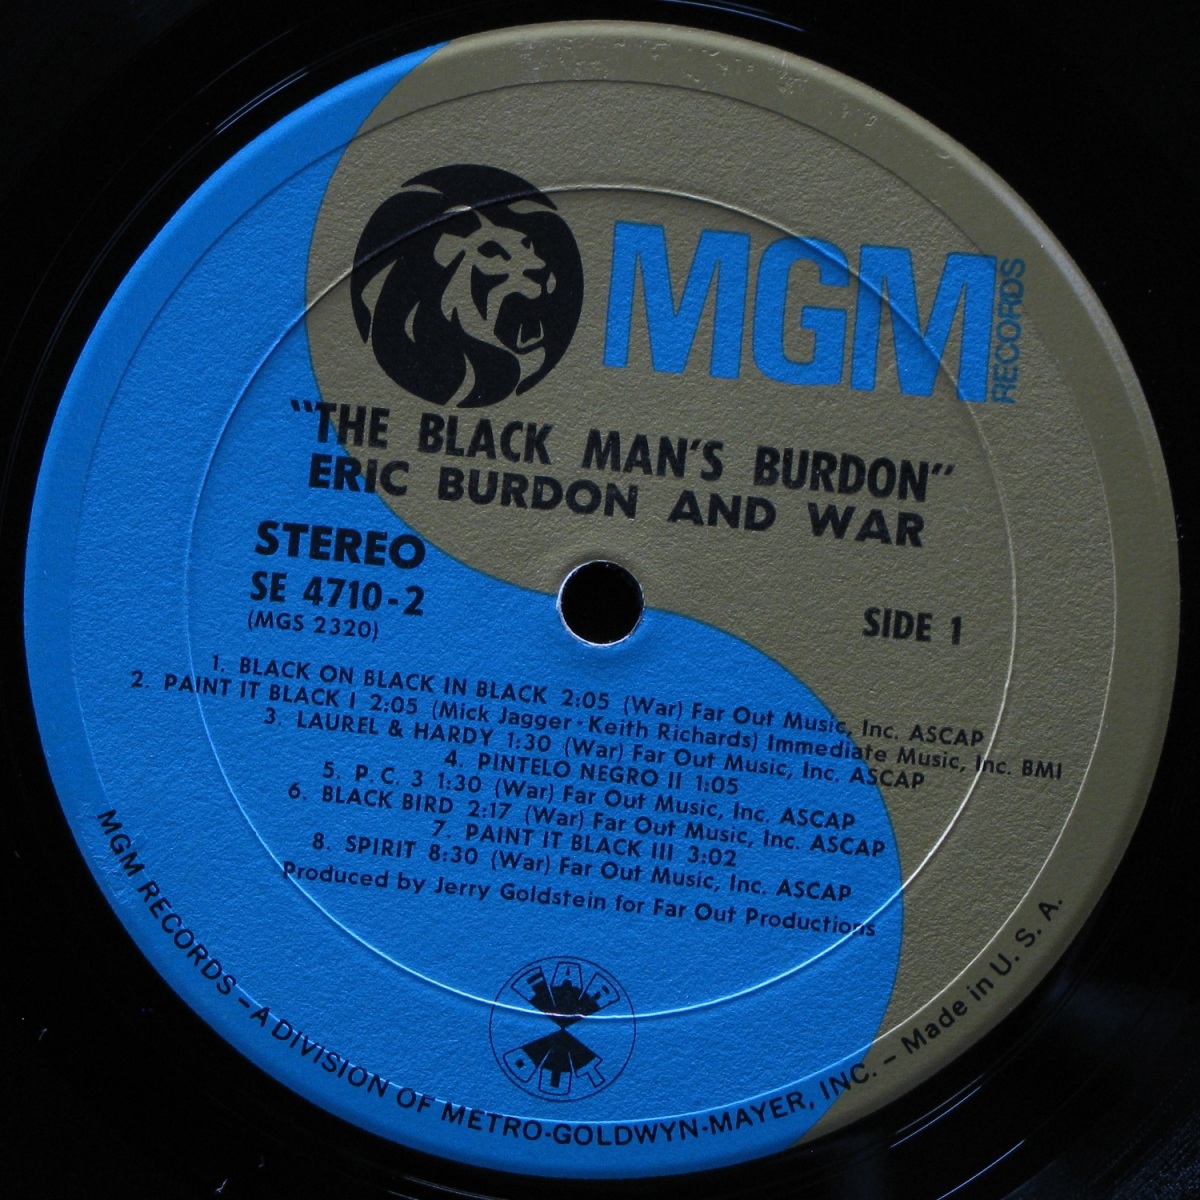 MGM RECORDS
"THE BLACK MAN'S BURDON"
ERIC BURDON AND WAR
STEREO
SE 4710-2
(MGS 2320)
SIDE 1
1. BLACK ON BLACK IN BLACK 2:05 (War) Far Out Music, Inc. ASCAP
2. PAINT IT BLACK I 2:05 (Mick Jagger-Keith Richards) Immediate Music, Inc. BMI
3. LAUREL & HARDY 1:30 (War) Far Out Music, Inc. ASCAP
4. PINTELO NEGRO II 1:05
5. P.C. 3 1:30 (War) Far Out Music, Inc. ASCAP
6. BLACK BIRD 2:17 (War) Far Out Music, Inc. ASCAP
7. PAINT IT BLACK III 3:02
8. SPIRIT 8:30 (War) Far Out Music, Inc. ASCAP
Produced by Jerry Goldstein for Far Out Productions
FAR
OUT
MGM RECORDS – A DIVISION OF METRO-GOLDWYN-MAYER, INC. – Made in U. S. A.